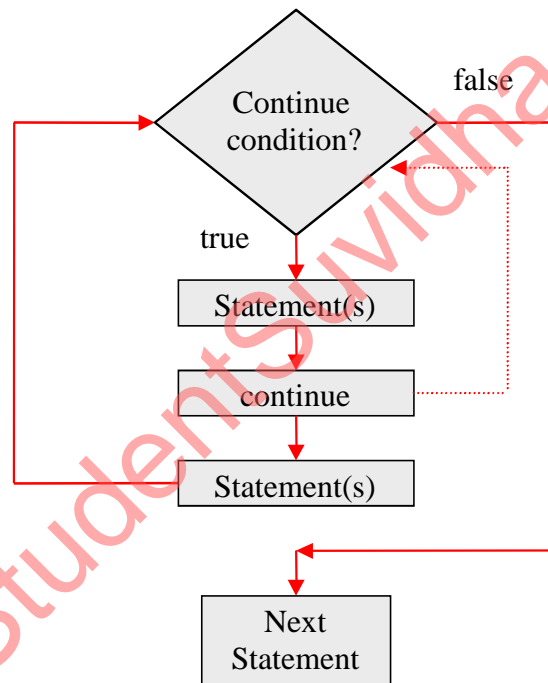 false
Continue
condition?
true
Statement(s)
continue
Statement(s)
Next
Statement
StudentSuvidha